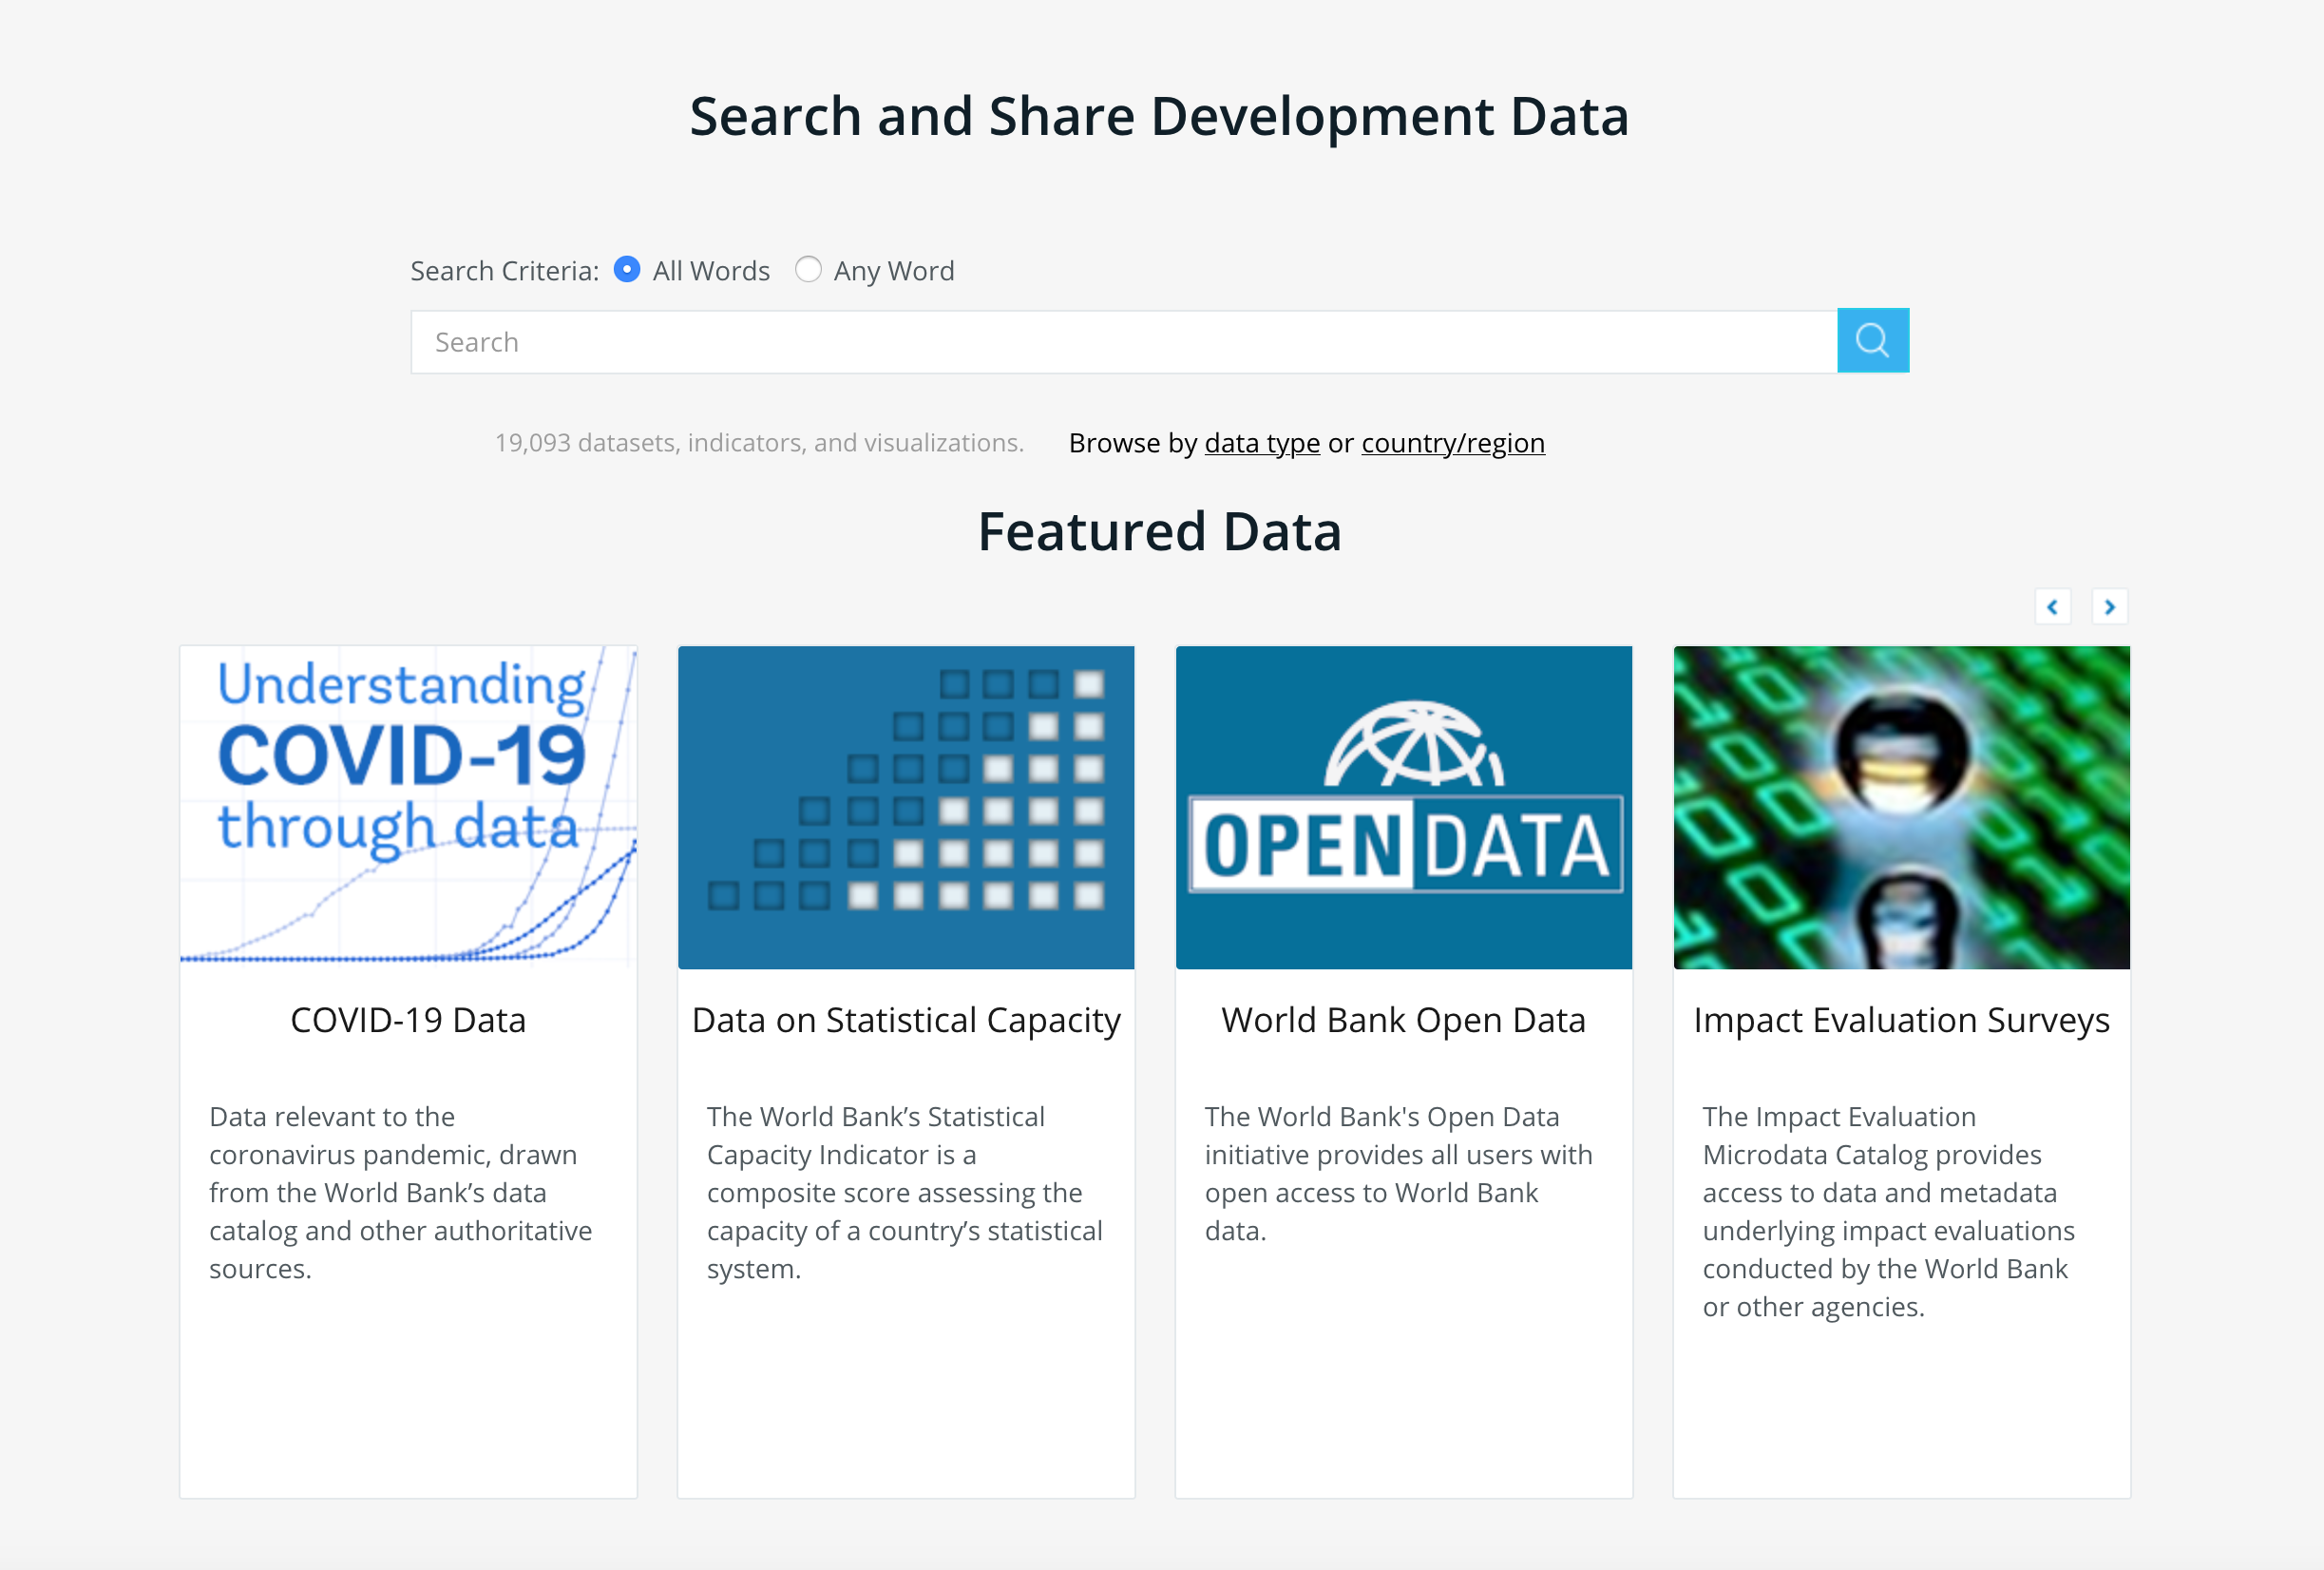 Search and Share Development Data
Search Criteria: All Words Any Word
Search
19,093 datasets, indicators, and visualizations. Browse by data type or country/region
Featured Data
Understanding
COVID-19
through data
COVID-19 Data
Data relevant to the
coronavirus pandemic, drawn
from the World Bank’s data
catalog and other authoritative
sources.
Data on Statistical Capacity
The World Bank’s Statistical
Capacity Indicator is a
composite score assessing the
capacity of a country’s statistical
system.
OPEN DATA
World Bank Open Data
The World Bank's Open Data
initiative provides all users with
open access to World Bank
data.
Impact Evaluation Surveys
The Impact Evaluation
Microdata Catalog provides
access to data and metadata
underlying impact evaluations
conducted by the World Bank
or other agencies.